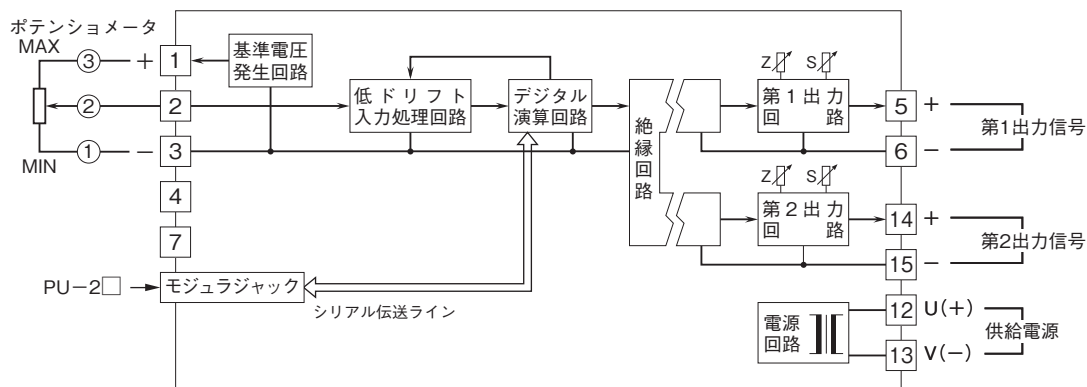 ポテンショメータ
MAX
③
+
1
基準電圧
発生回路
②
2
低ドリフト
入力処理回路
デジタル
演算回路
①
−
3
MIN
4
7
絶縁回路
Z
S
第1出力
回路
5
+
第1出力信号
6
−
Z
S
第2出力
回路
14
+
第2出力信号
15
−
PU−2□
モジュラジャック
シリアル伝送ライン
電源
回路
12
U(+)
供給電源
13
V(−)